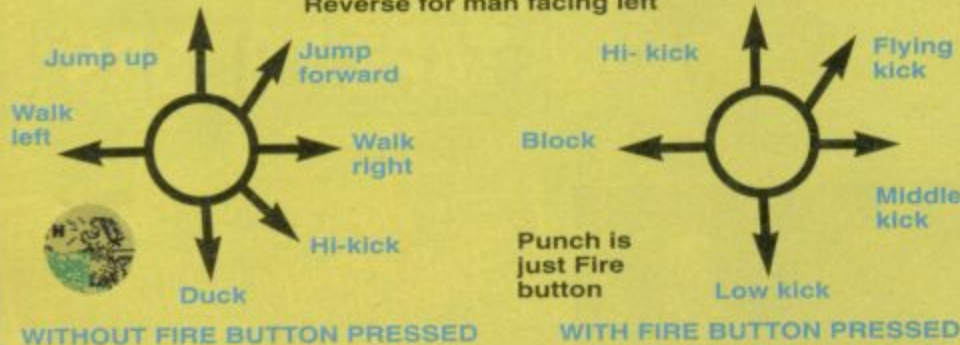 Reverse for man facing left
Jump up
Jump
forward
Walk
left
Walk
right
Hi-kick
Duck
WITHOUT FIRE BUTTON PRESSED
Hi- kick
Flying
kick
Block
Middle
kick
Punch is
just Fire
button
Low kick
WITH FIRE BUTTON PRESSED